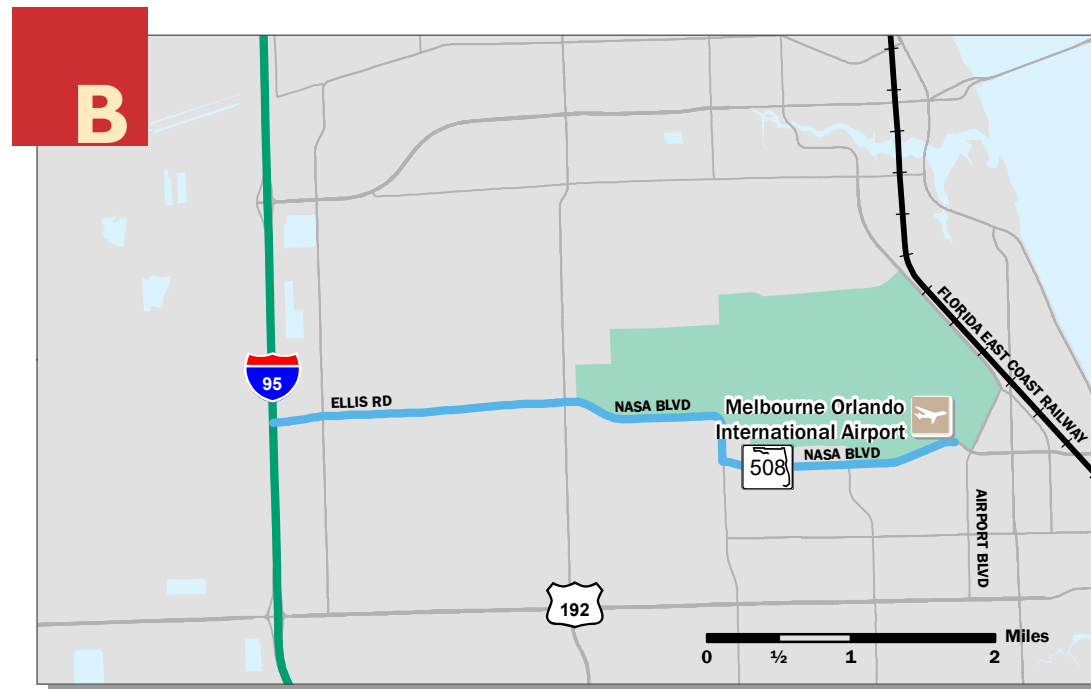 B
FLORIDA EAST COAST RAILWAY
95
ELLIS RD
NASA BLVD
Melbourne Orlando
International Airport
508
NASA BLVD
AIRPORT BLVD
192
Miles
0 ½ 1 2